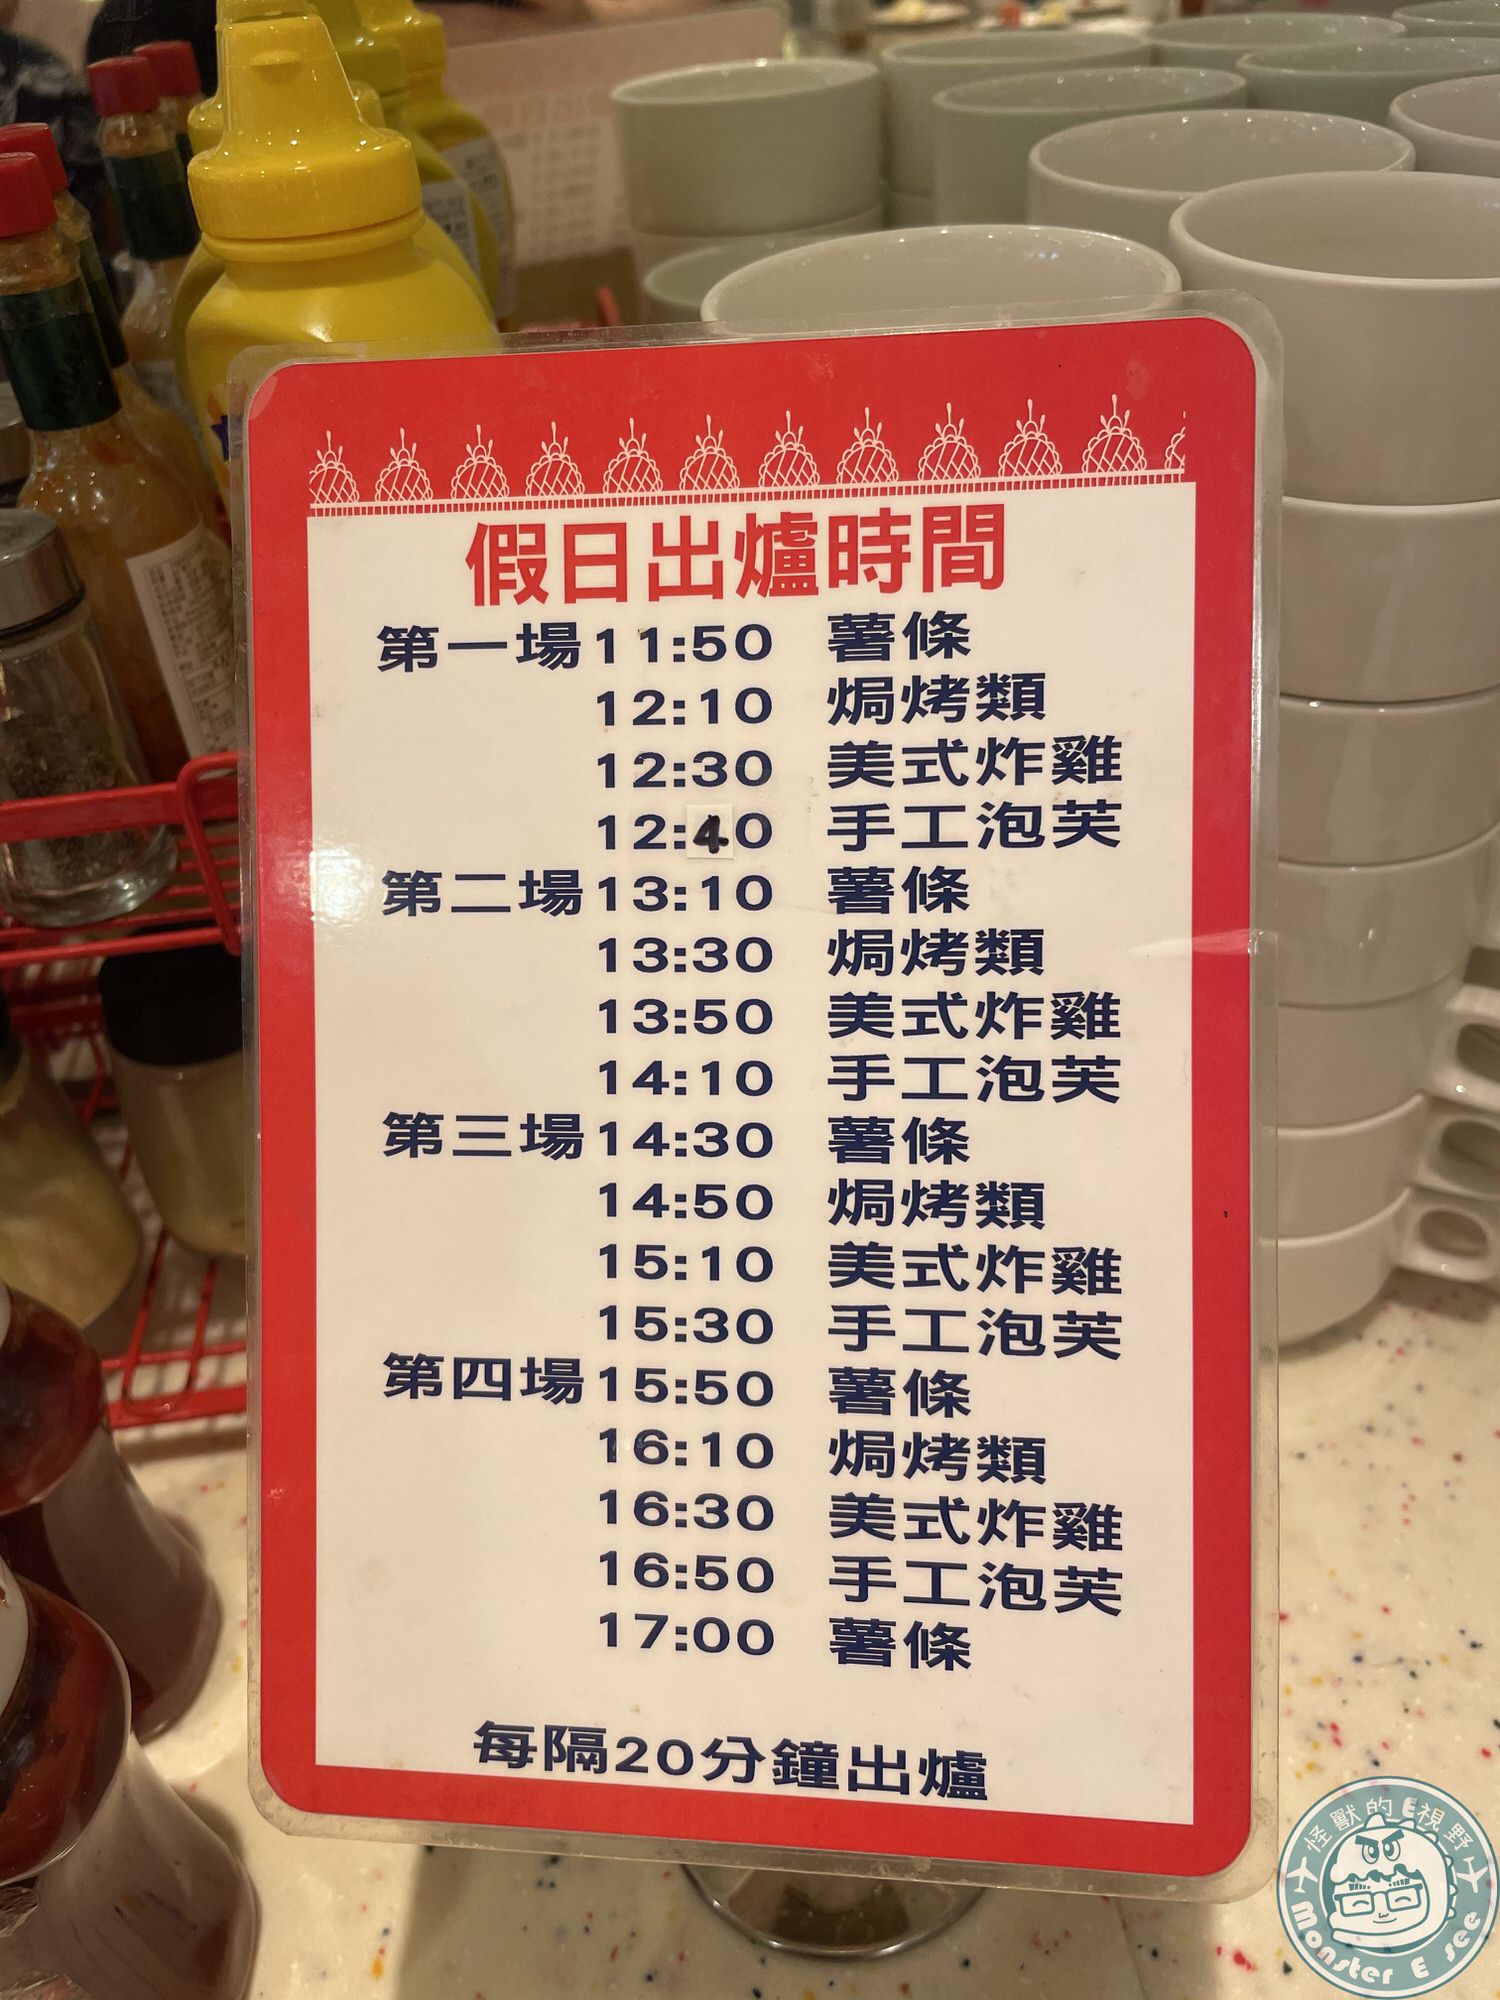 假日出爐時間
第一場 11:50 薯條
12:10 焗烤類
12:30 美式炸雞
12:40 手工泡芙
第二場 13:10 薯條
13:30 焗烤類
13:50 美式炸雞
14:10 手工泡芙
第三場 14:30 薯條
14:50 焗烤類
15:10 美式炸雞
15:30 手工泡芙
第四場 15:50 薯條
16:10 焗烤類
16:30 美式炸雞
16:50 手工泡芙
17:00 薯條
每隔20分鐘出爐
怪獸的E視野
Monster E see